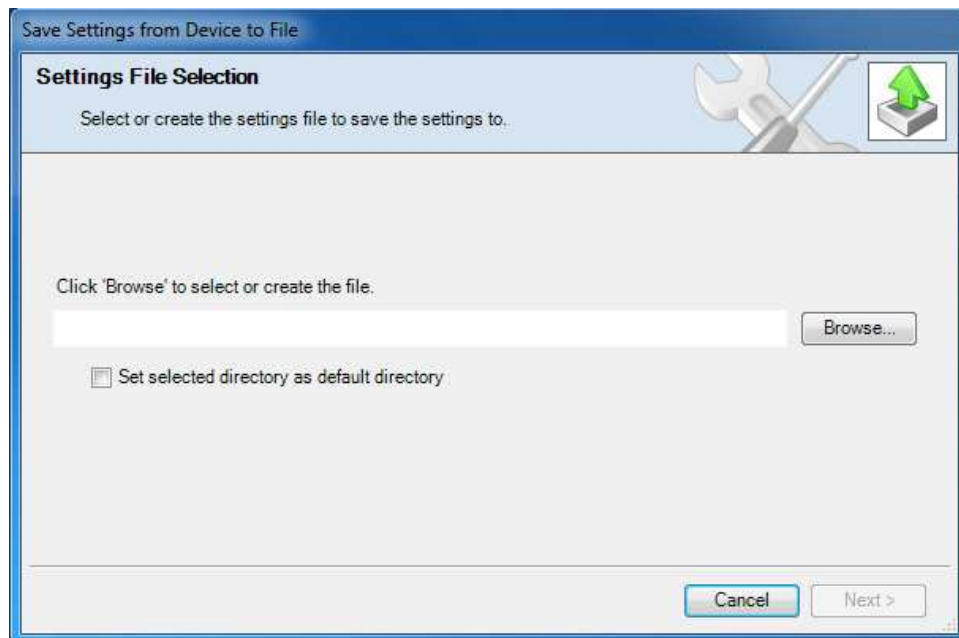 Save Settings from Device to File
Settings File Selection
Select or create the settings file to save the settings to.
Click 'Browse' to select or create the file.
Browse...
Set selected directory as default directory
Cancel
Next >